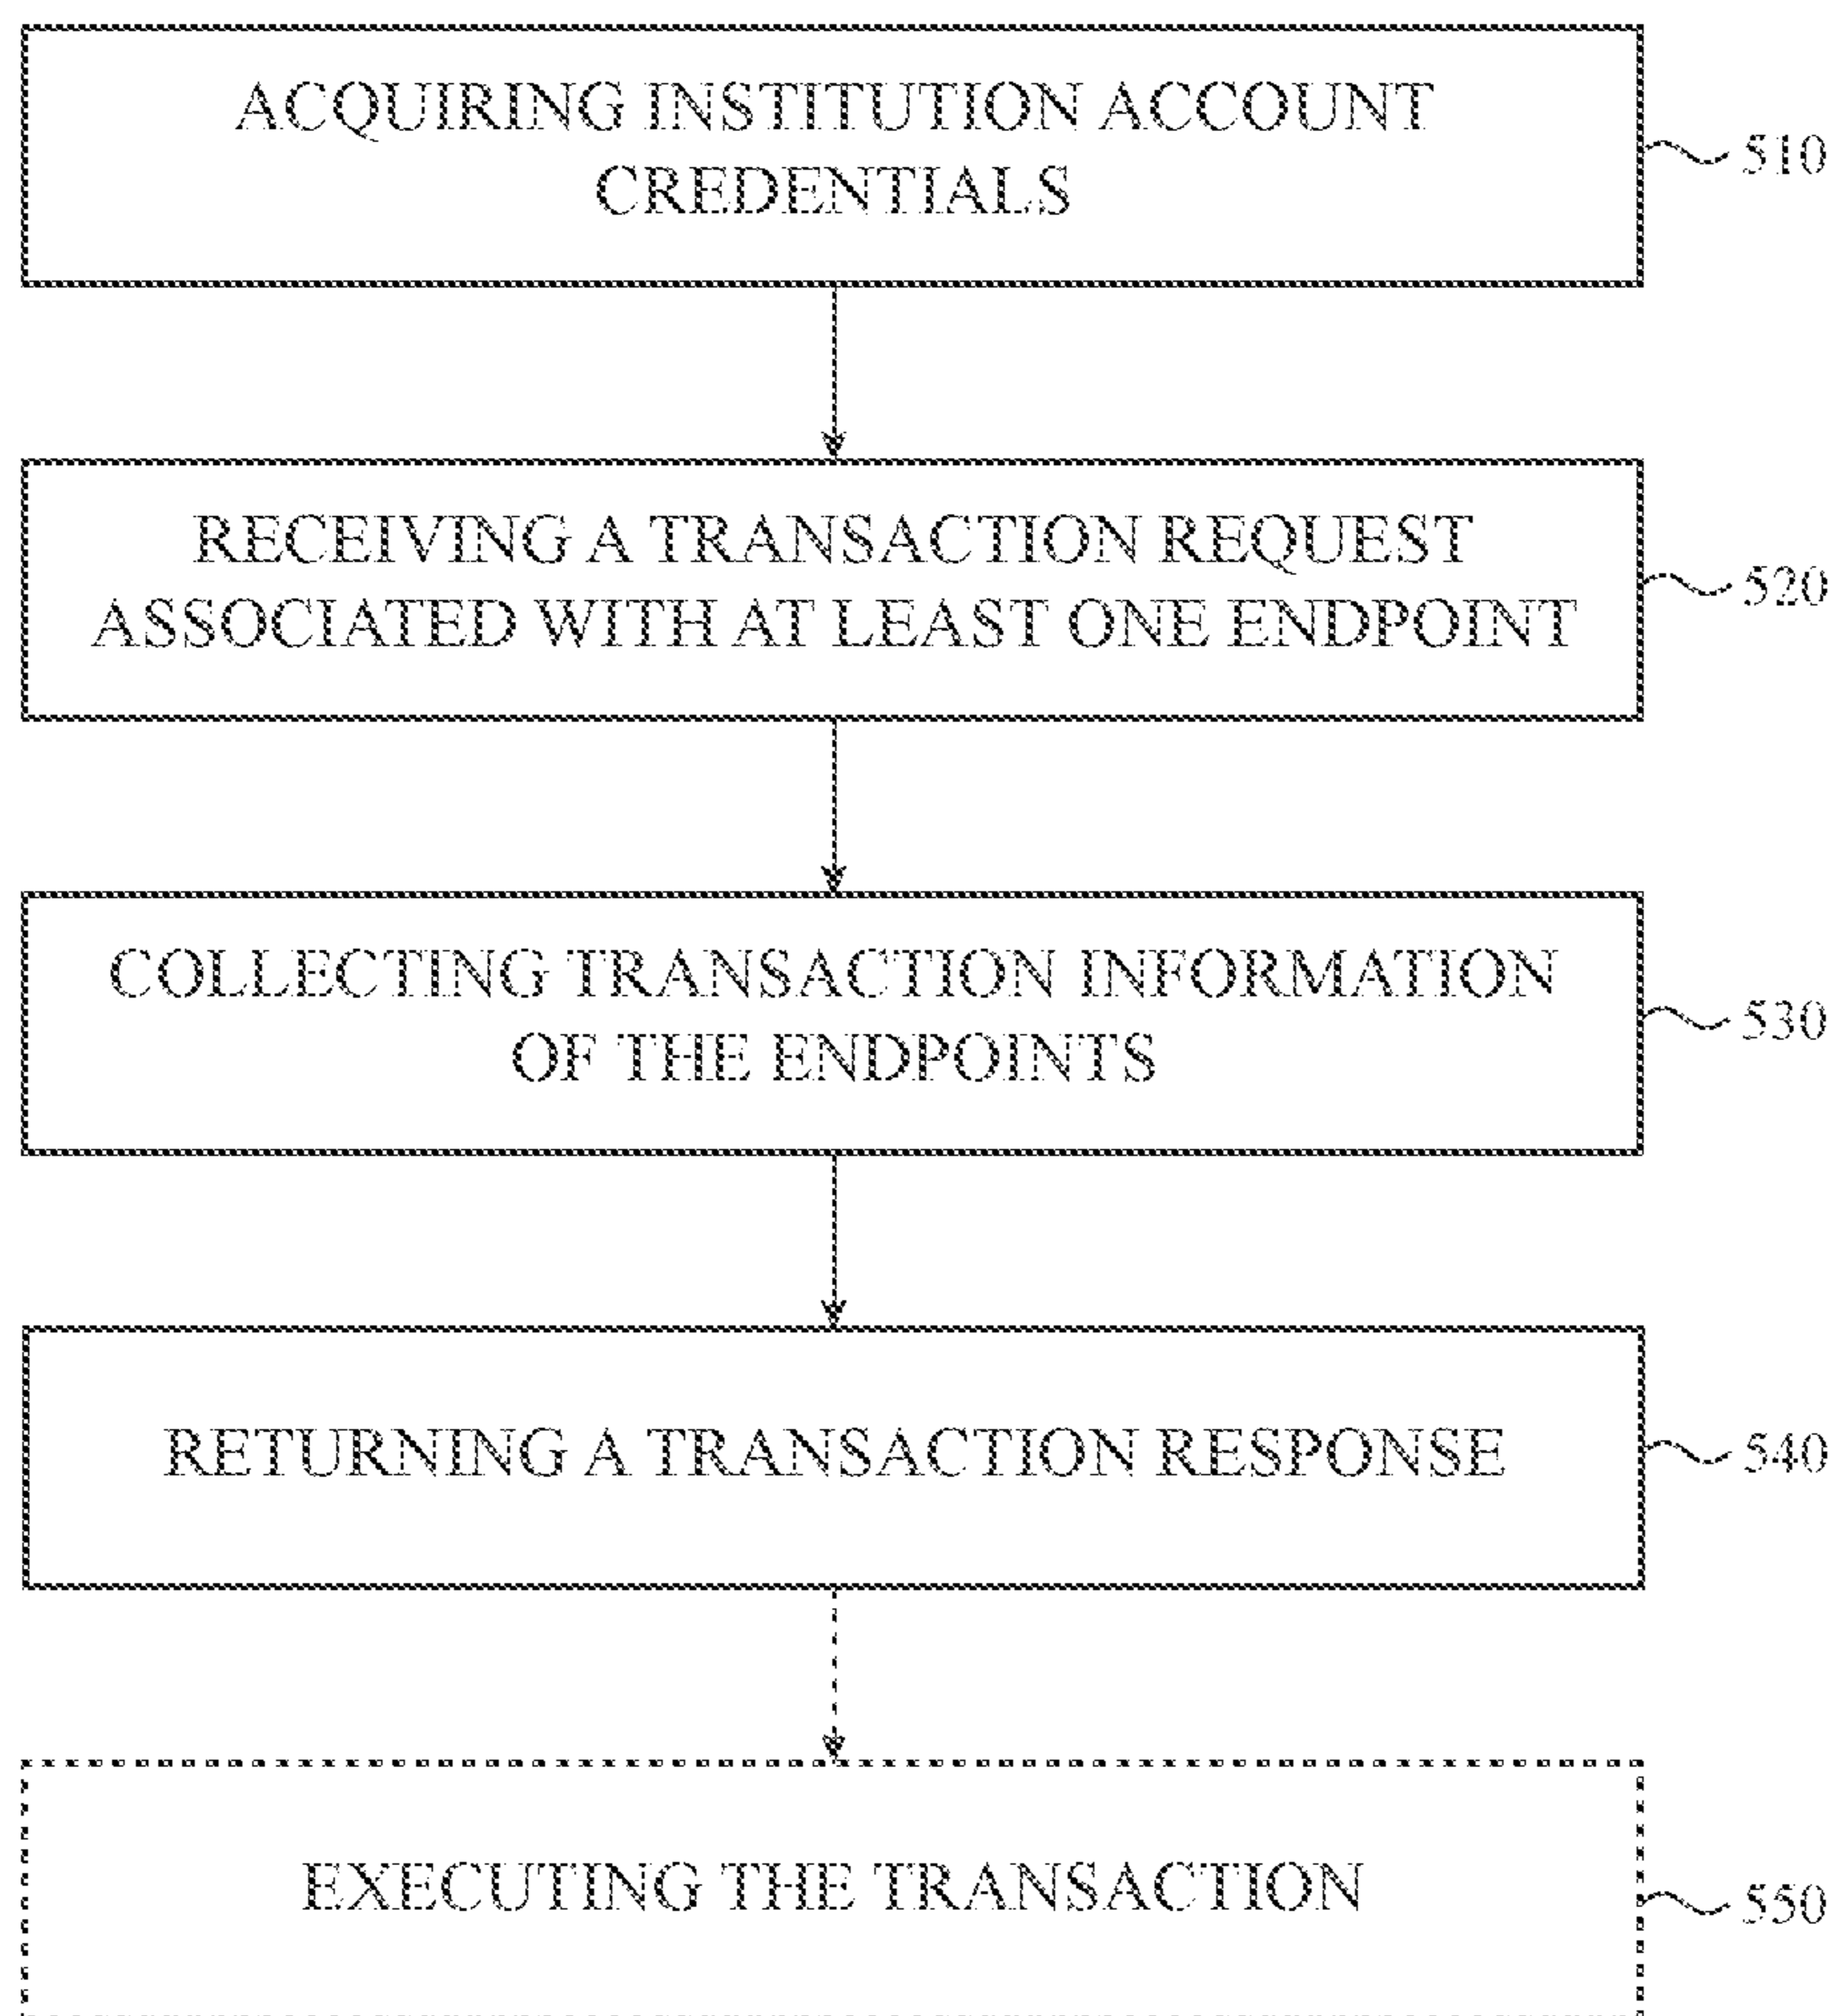 ACQUIRING INSTITUTION ACCOUNT
CREDENTIALS
510
RECEIVING A TRANSACTION REQUEST
ASSOCIATED WITH AT LEAST ONE ENDPOINT
520
COLLECTING TRANSACTION INFORMATION
OF THE ENDPOINTS
530
RETURNING A TRANSACTION RESPONSE
540
EXECUTING THE TRANSACTION
550